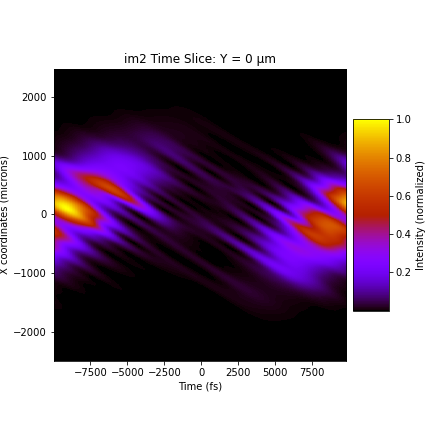 im2 Time Slice: Y = 0 μm
2000
1000
0
−1000
−2000
X coordinates (microns)
−7500 −5000 −2500 0 2500 5000 7500
Time (fs)
1.0
0.8
0.6
0.4
0.2
Intensity (normalized)